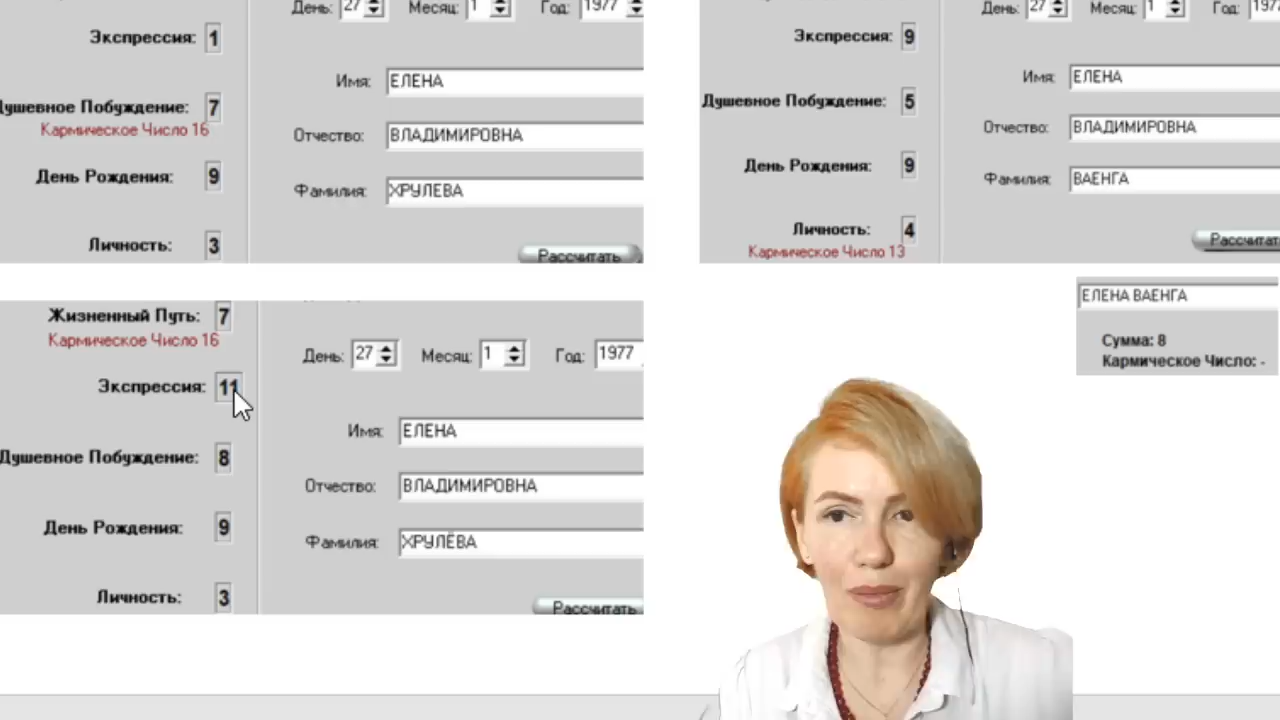 День: 27 Месяц: 1 Год: 1977
Экспрессия: 1
Имя: ЕЛЕНА
Душевное Побуждение: 7
Кармическое Число 16
Отчество: ВЛАДИМИРОВНА
День Рождения: 9
Фамилия: ХРУЛЕВА
Личность: 3
Рассчитать
День: 27 Месяц: 1 Год: 197
Экспрессия: 9
Имя: ЕЛЕНА
Душевное Побуждение: 5
Отчество: ВЛАДИМИРОВНА
День Рождения: 9
Фамилия: ВАЕНГА
Личность: 4
Кармическое Число 13
Рассчитат
Жизненный Путь: 7
Кармическое Число 16
День: 27 Месяц: 1 Год: 1977
Экспрессия: 11
Имя: ЕЛЕНА
Душевное Побуждение: 8
Отчество: ВЛАДИМИРОВНА
День Рождения: 9
Фамилия: ХРУЛЁВА
Личность: 3
Рассчитать
ЕЛЕНА ВАЕНГА
Сумма: 8
Кармическое Число: -